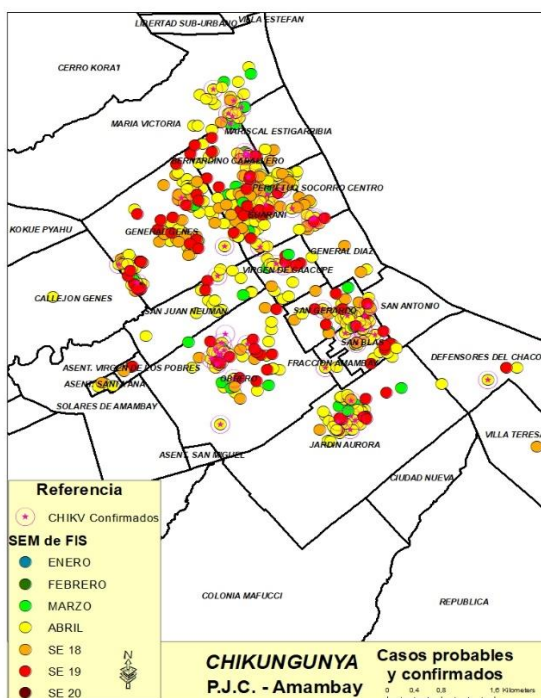 LIBERTAD SUB-URBANO
VILLA ESTEFAN
CERRO KORA'I
MARIA VICTORIA
MARISCAL ESTIGARRIBIA
BERNARDINO CABALLERO
PERPETUO SOCORRO CENTRO
GUARANI
KOKUE PYAHU
GENERAL GENES
GENERAL DIAZ
VIRGEN DE CAACUPE
CALLEJON GENES
SAN JUAN NEUMAN
SAN GERARDO
SAN ANTONIO
SAN BLAS
ASENT. VIRGEN DE LOS POBRES
FRACCION AMAMBAY
DEFENSORES DEL CHACO
ASENT. SANTA ANA
OBRERO
SOLARES DE AMAMBAY
VILLA TERESA
ASENT. SAN MIGUEL
JARDIN AURORA
CIUDAD NUEVA
COLONIA MAFUCCI
REPUBLICA
Referencia
CHIKV Confirmados
SEM de FIS
ENERO
FEBRERO
MARZO
ABRIL
SE 18
SE 19
SE 20
N
CHIKUNGUNYA
P.J.C. - Amambay
Casos probables
y confirmados
0 0,4 0,8 1,6 Kilometers